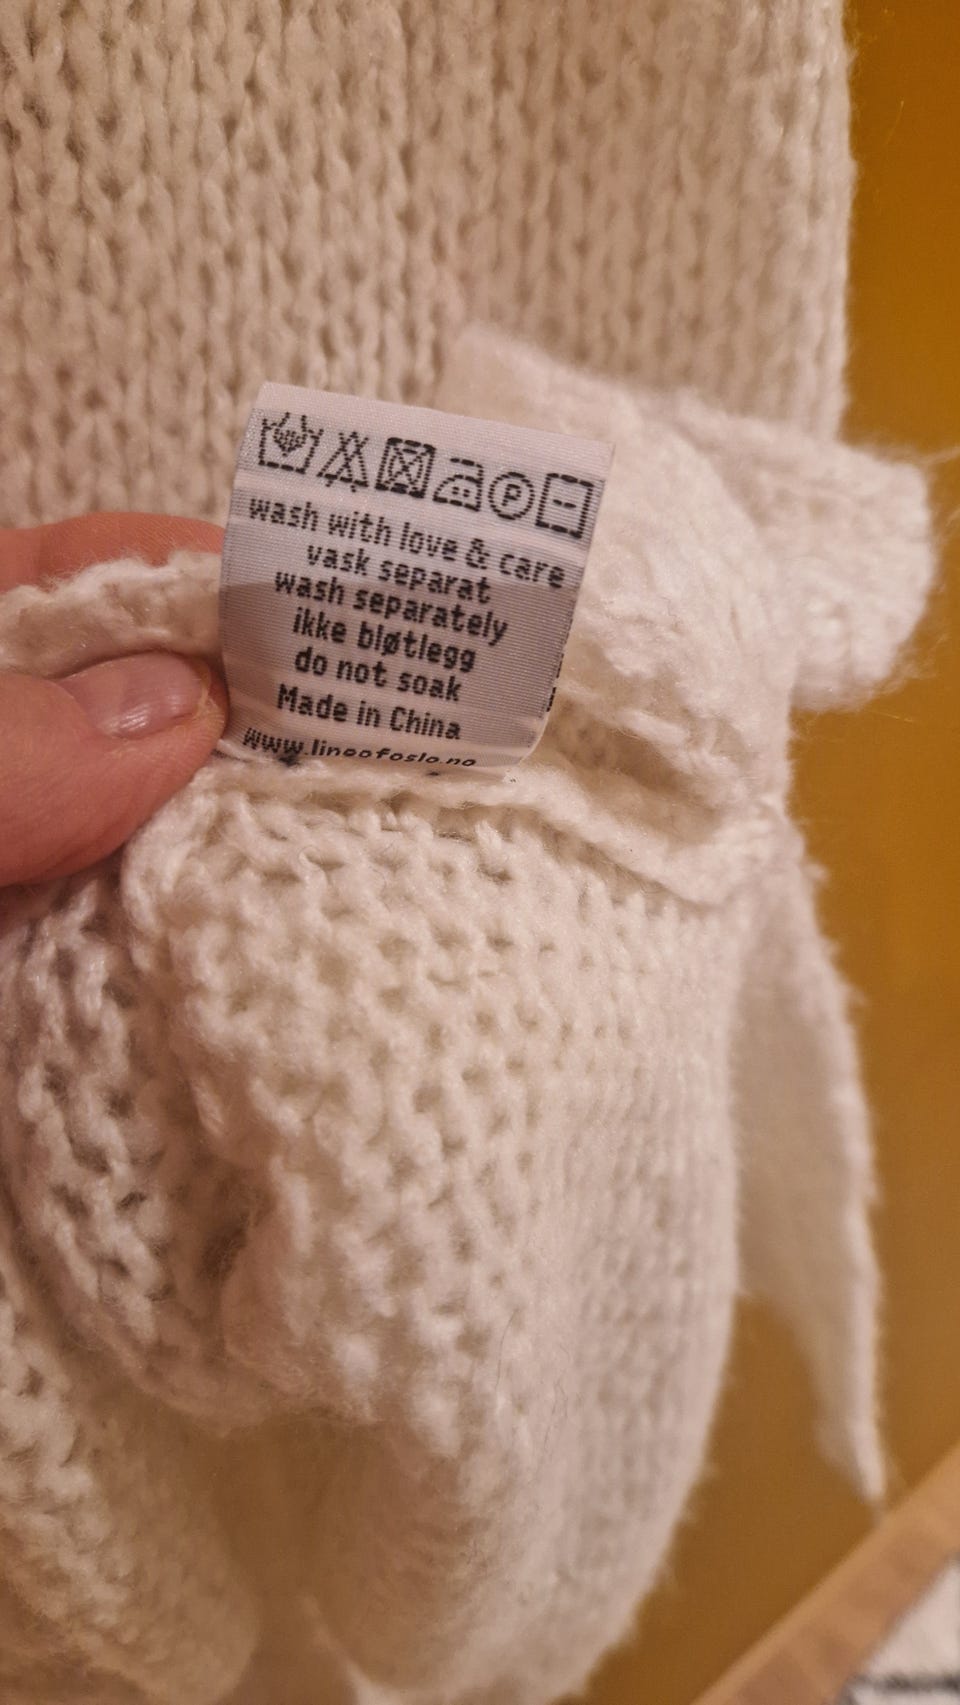 P
wash with love & care
vask separat
wash separately
ikke bløtlegg
do not soak
Made in China
www.lineofoslo.no